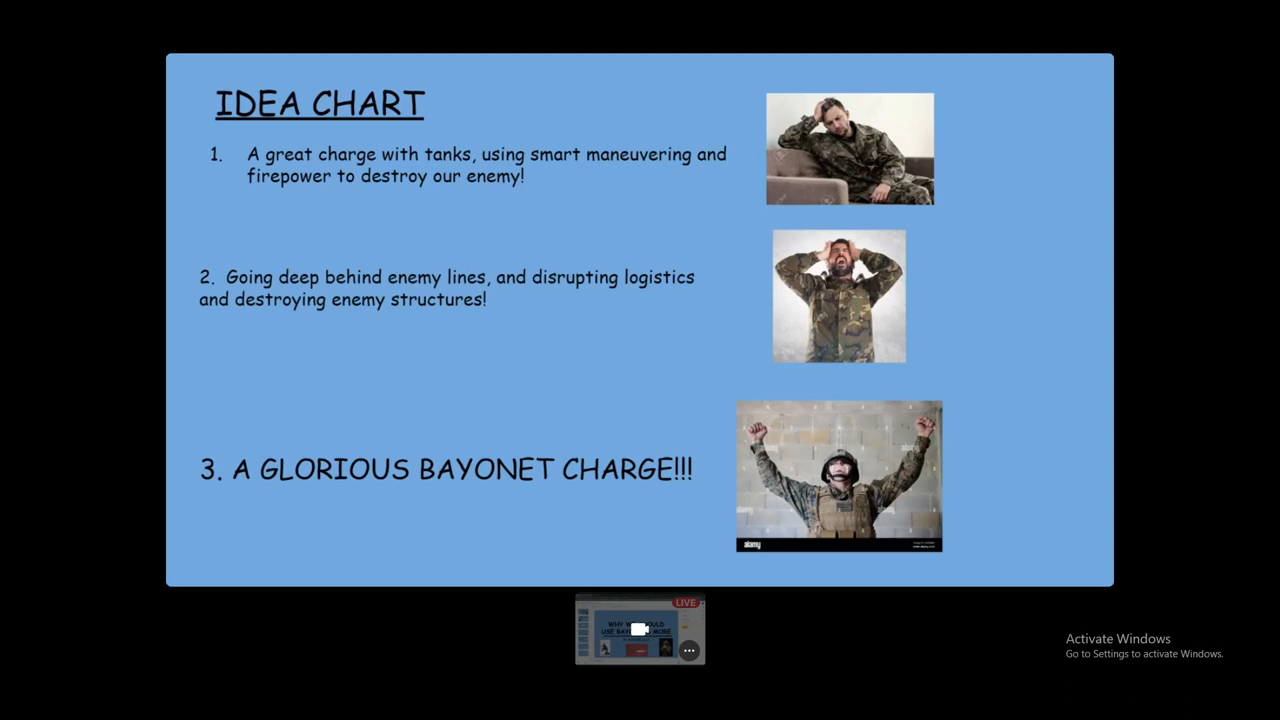 IDEA CHART
1. A great charge with tanks, using smart maneuvering and
firepower to destroy our enemy!
2. Going deep behind enemy lines, and disrupting logistics
and destroying enemy structures!
3. A GLORIOUS BAYONET CHARGE!!!
alamy
LIVE
MORE
Activate Windows
Go to Settings to activate Windows.